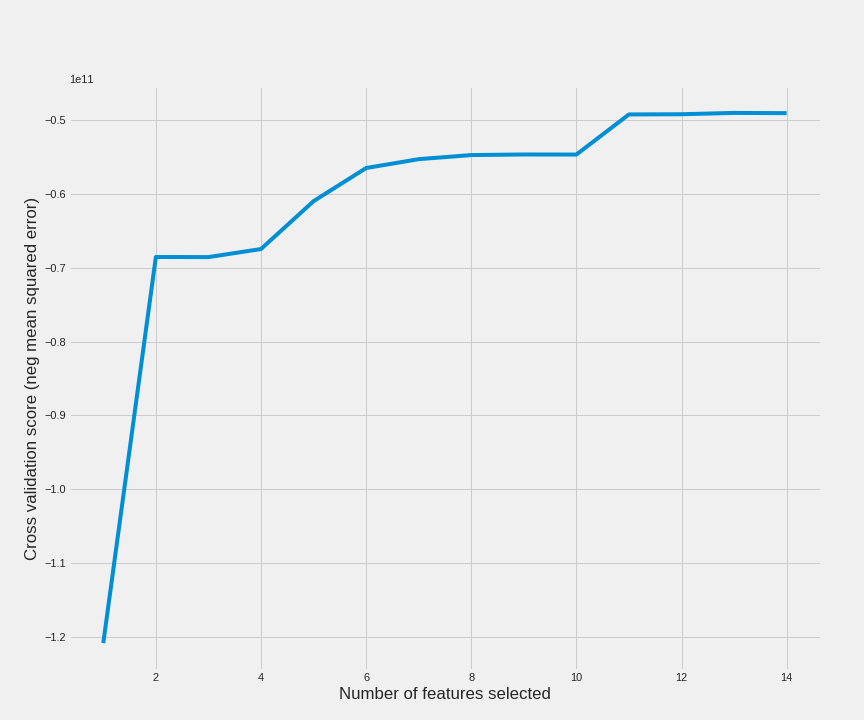 1e11
−0.5
−0.6
−0.7
−0.8
−0.9
−1.0
−1.1
−1.2
Cross validation score (neg mean squared error)
2 4 6 8 10 12 14
Number of features selected